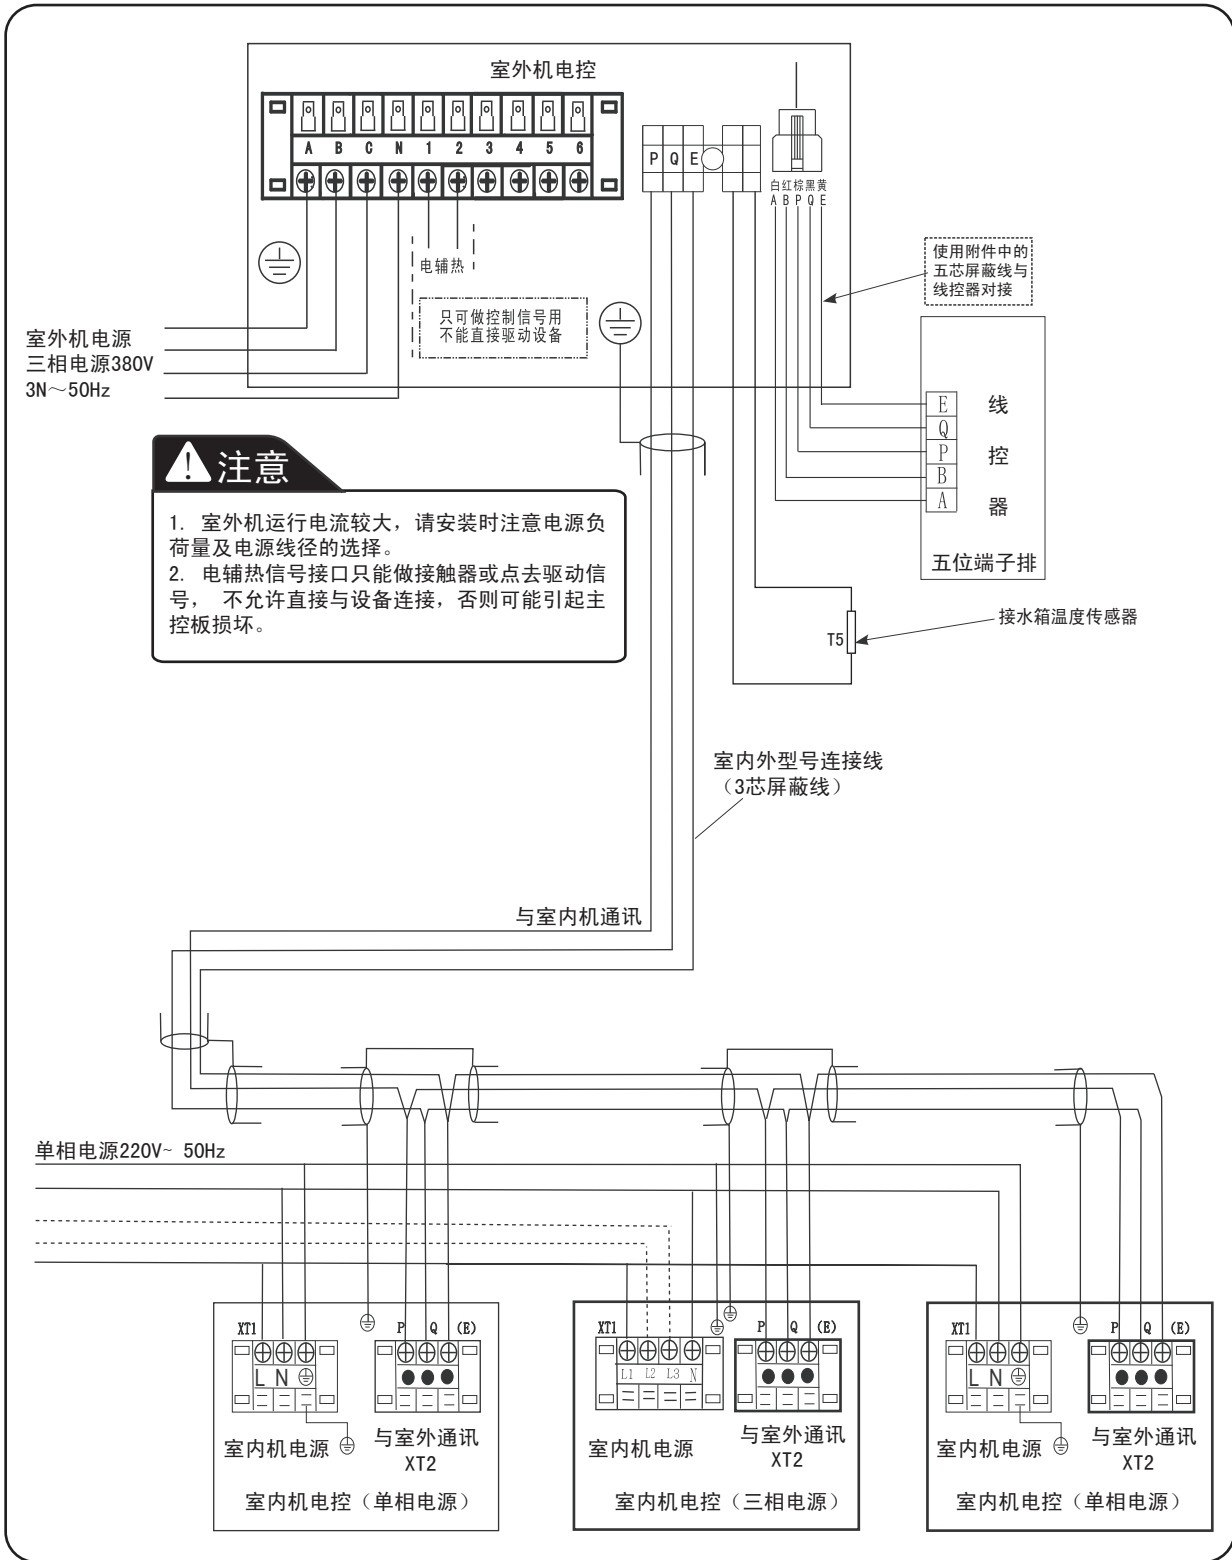 室外机电控
A B C N 1 2 3 4 5 6
P Q E
白红棕黑黄
A B P Q E
电辅热
只可做控制信号用
不能直接驱动设备
使用附件中的
五芯屏蔽线与
线控器对接
室外机电源
三相电源380V
3N～50Hz
E
Q
P
B
A
线
控
器
五位端子排
注意
1. 室外机运行电流较大，请安装时注意电源负
荷量及电源线径的选择。
2. 电辅热信号接口只能做接触器或点去驱动信
号， 不允许直接与设备连接，否则可能引起主
控板损坏。
T5
接水箱温度传感器
室内外型号连接线
（3芯屏蔽线）
与室内机通讯
单相电源220V~ 50Hz
XT1
L N
P Q (E)
室内机电源
与室外通讯
XT2
室内机电控（单相电源）
XT1
L1 L2 L3 N
P Q (E)
室内机电源
与室外通讯
XT2
室内机电控（三相电源）
XT1
L N
P Q (E)
室内机电源
与室外通讯
XT2
室内机电控（单相电源）